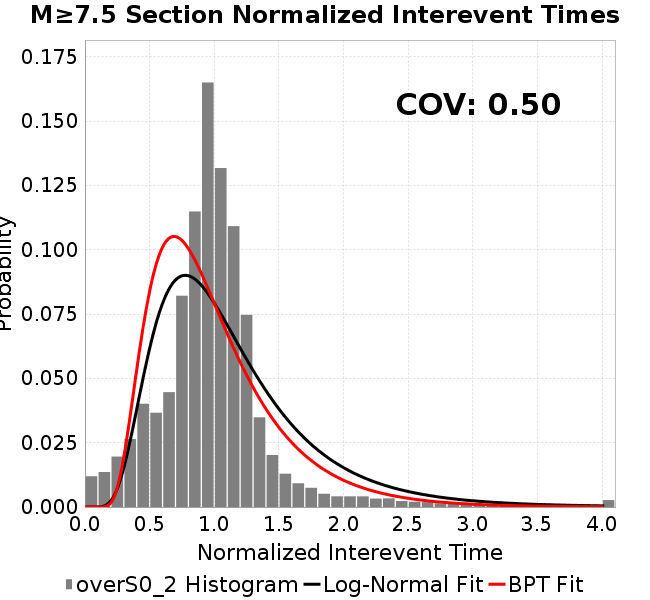 M≥7.5 Section Normalized Interevent Times
COV: 0.50
Probability
0.175
0.150
0.125
0.100
0.075
0.050
0.025
0.000
0.0 0.5 1.0 1.5 2.0 2.5 3.0 3.5 4.0
Normalized Interevent Time
overS0_2 Histogram Log-Normal Fit BPT Fit